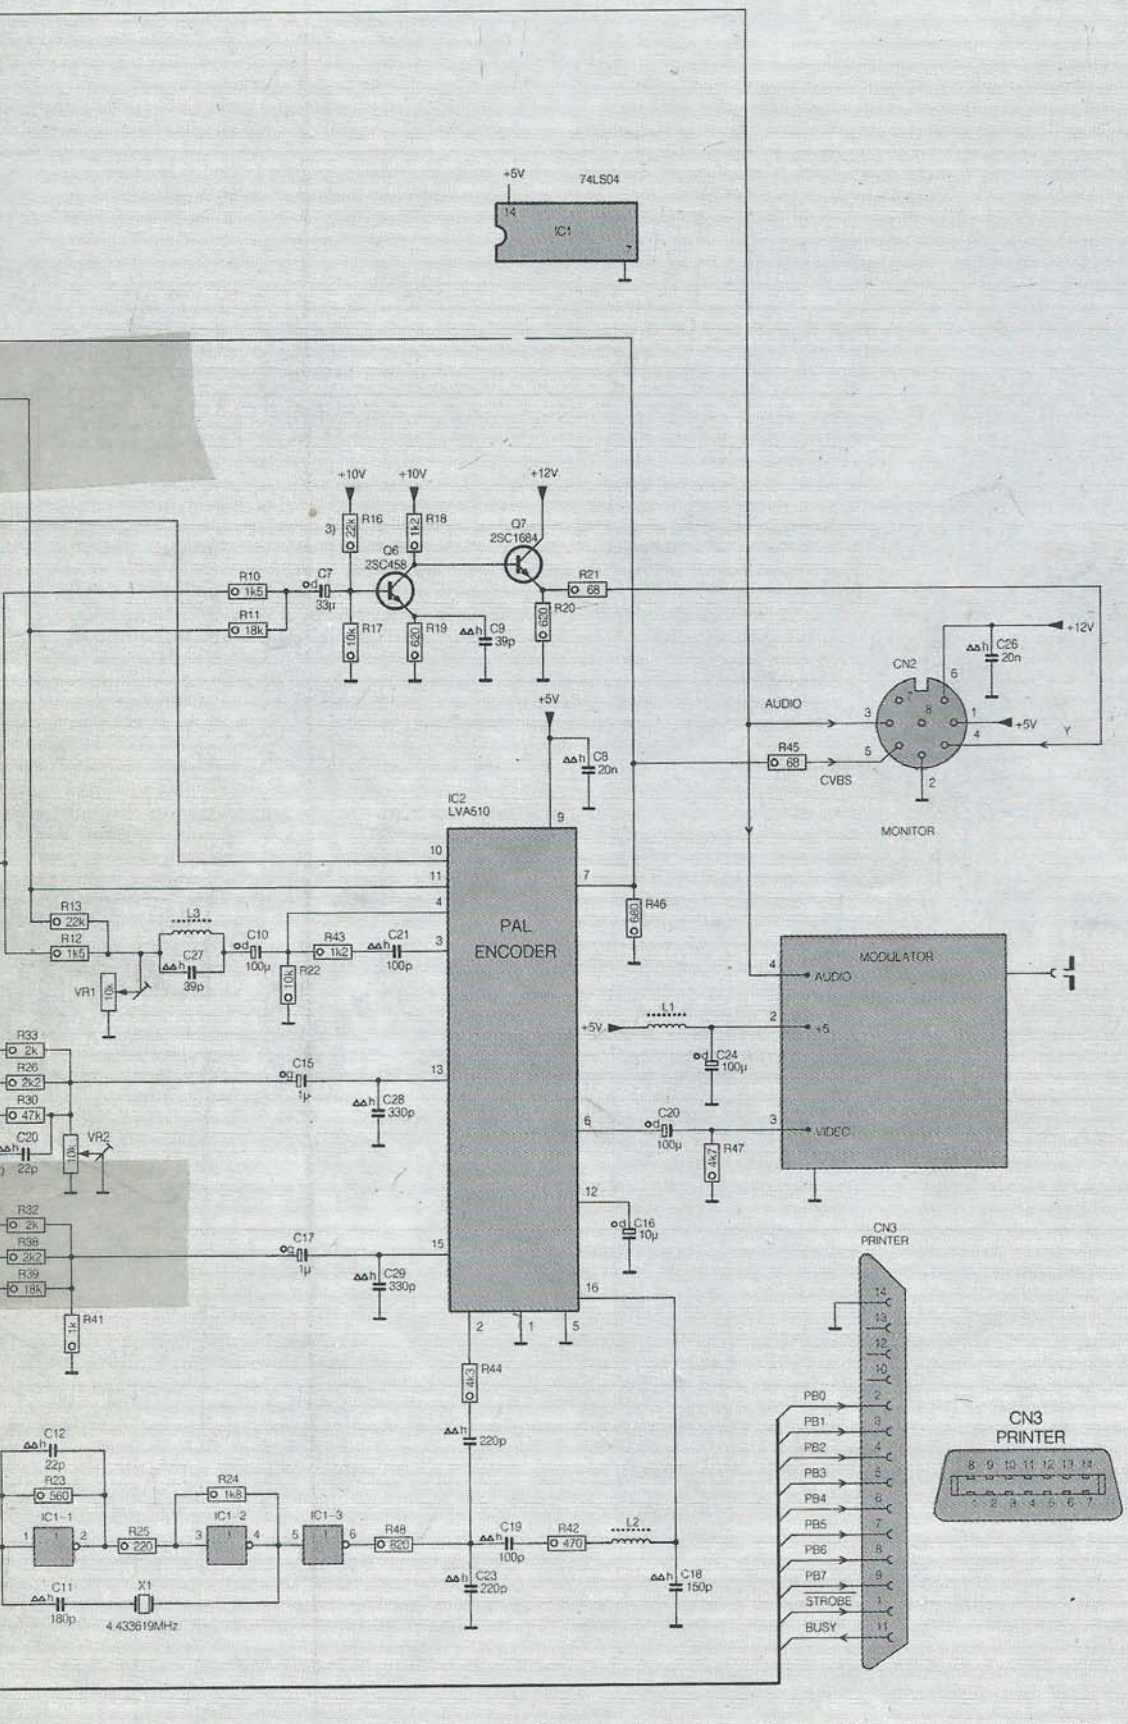 +5V 74LS04
14
IC1
7
+10V +10V +12V
3) 22k R16 1k2 R18
Q7
2SC1684
Q6
2SC458
R10
1k5
C7
33µ
R21
68
R11
18k
10k R17
620 R19
C9
39p
620 R20
+12V
C26
20n
CN2
6
7
8
AUDIO 3
1 +5V
4 Y
R45
68
5
CVBS
2
MONITOR
+5V
C8
20n
IC2
LVA510
9
10
11
4
3
7
PAL
ENCODER
680 R46
R13
22k
R12
1k5
L3
C27
39p
C10
100µ
R43
1k2
C21
100p
10k R22
VR1 10k
4 AUDIO
MODULATOR
+5V L1 2 +5
C24
100µ
R33
2k
R26
2k2
R30
47k
C20
22p
10k VR2
C15
1µ
C28
330p
13
6
C20
100µ
3 VIDEO
4k7 R47
12
C16
10µ
R32
2k
R38
2k2
R39
18k
1k R41
C17
1µ
C29
330p
15
16
2 1 5
4k3 R44
220p
CN3
PRINTER
14
13
12
10
PB0 2
PB1 3
PB2 4
PB3 5
PB4 6
PB5 7
PB6 8
PB7 9
STROBE 1
BUSY 11
CN3
PRINTER
8 9 10 11 12 13 14
1 2 3 4 5 6 7
C12
22p
R23
560
IC1-1
1 1 2
R25
220
R24
1k8
IC1-2
3 1 4
IC1-3
5 1 6
R48
820
C19
100p
R42
470
L2
C23
220p
C18
150p
C11
180p
X1
4.433619MHz